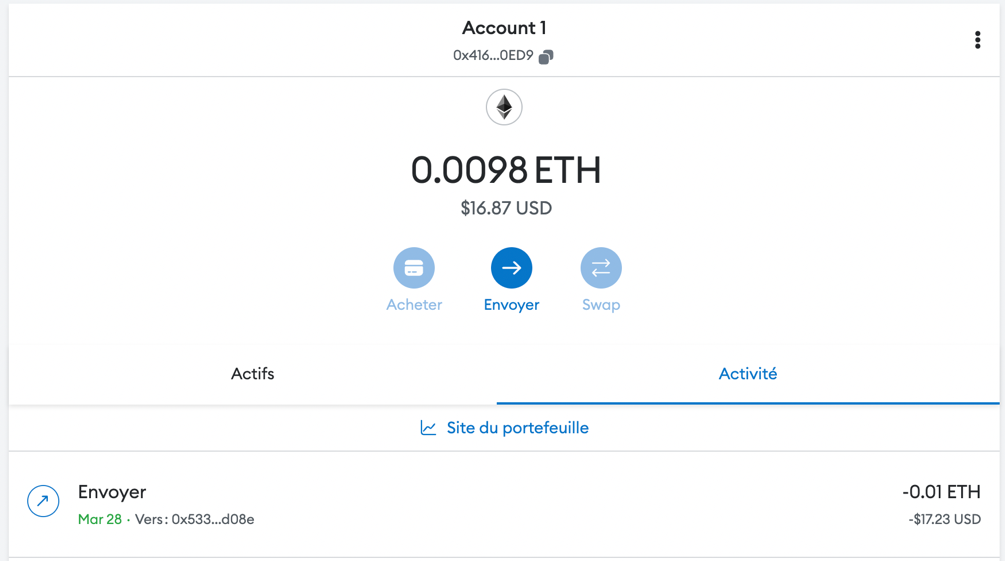 Account 1
0x416...0ED9
0.0098 ETH
$16.87 USD
Acheter
Envoyer
Swap
Actifs
Activité
Site du portefeuille
Envoyer
-0.01 ETH
Mar 28 · Vers : 0x533...d08e
-$17.23 USD